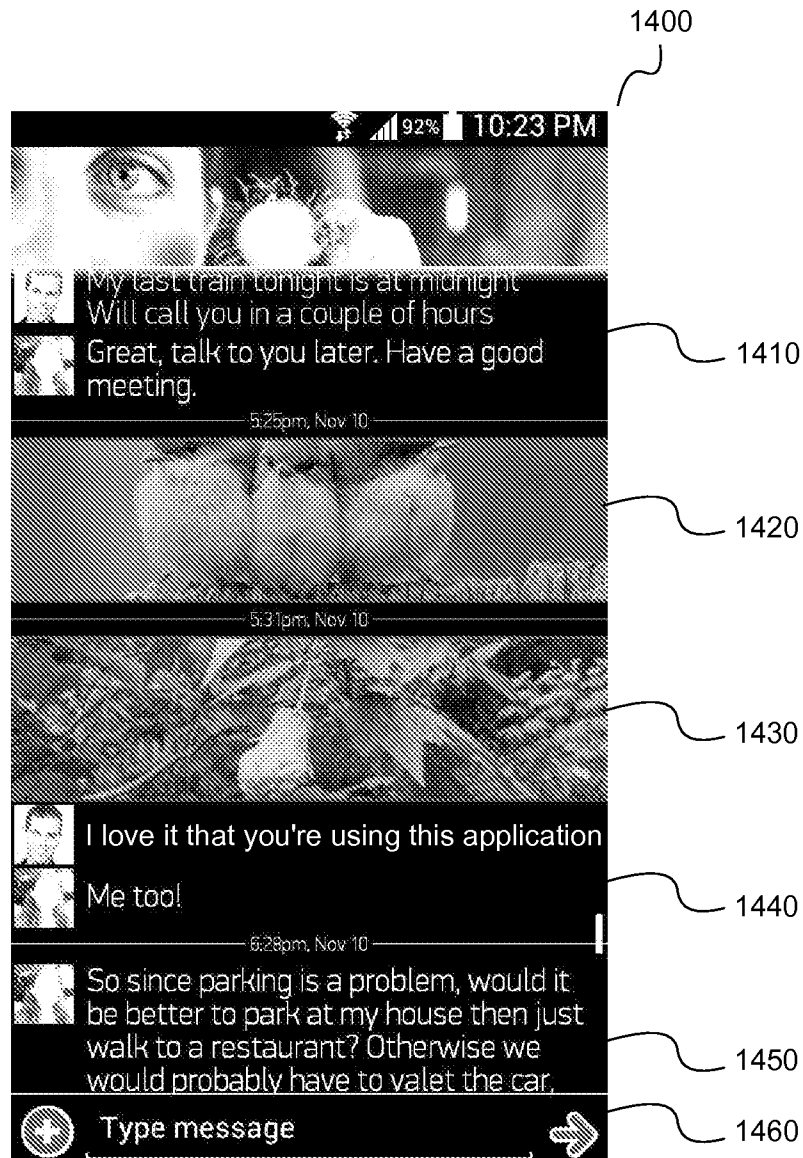 1400
92% 10:23 PM
My last train tonight is at midnight
Will call you in a couple of hours
1410
Great, talk to you later. Have a good
meeting.
5:25pm, Nov 10
1420
5:31pm, Nov 10
1430
I love it that you're using this application
Me too!
1440
6:28pm, Nov 10
So since parking is a problem, would it
be better to park at my house then just
walk to a restaurant? Otherwise we
1450
would probably have to valet the car,
Type message
1460